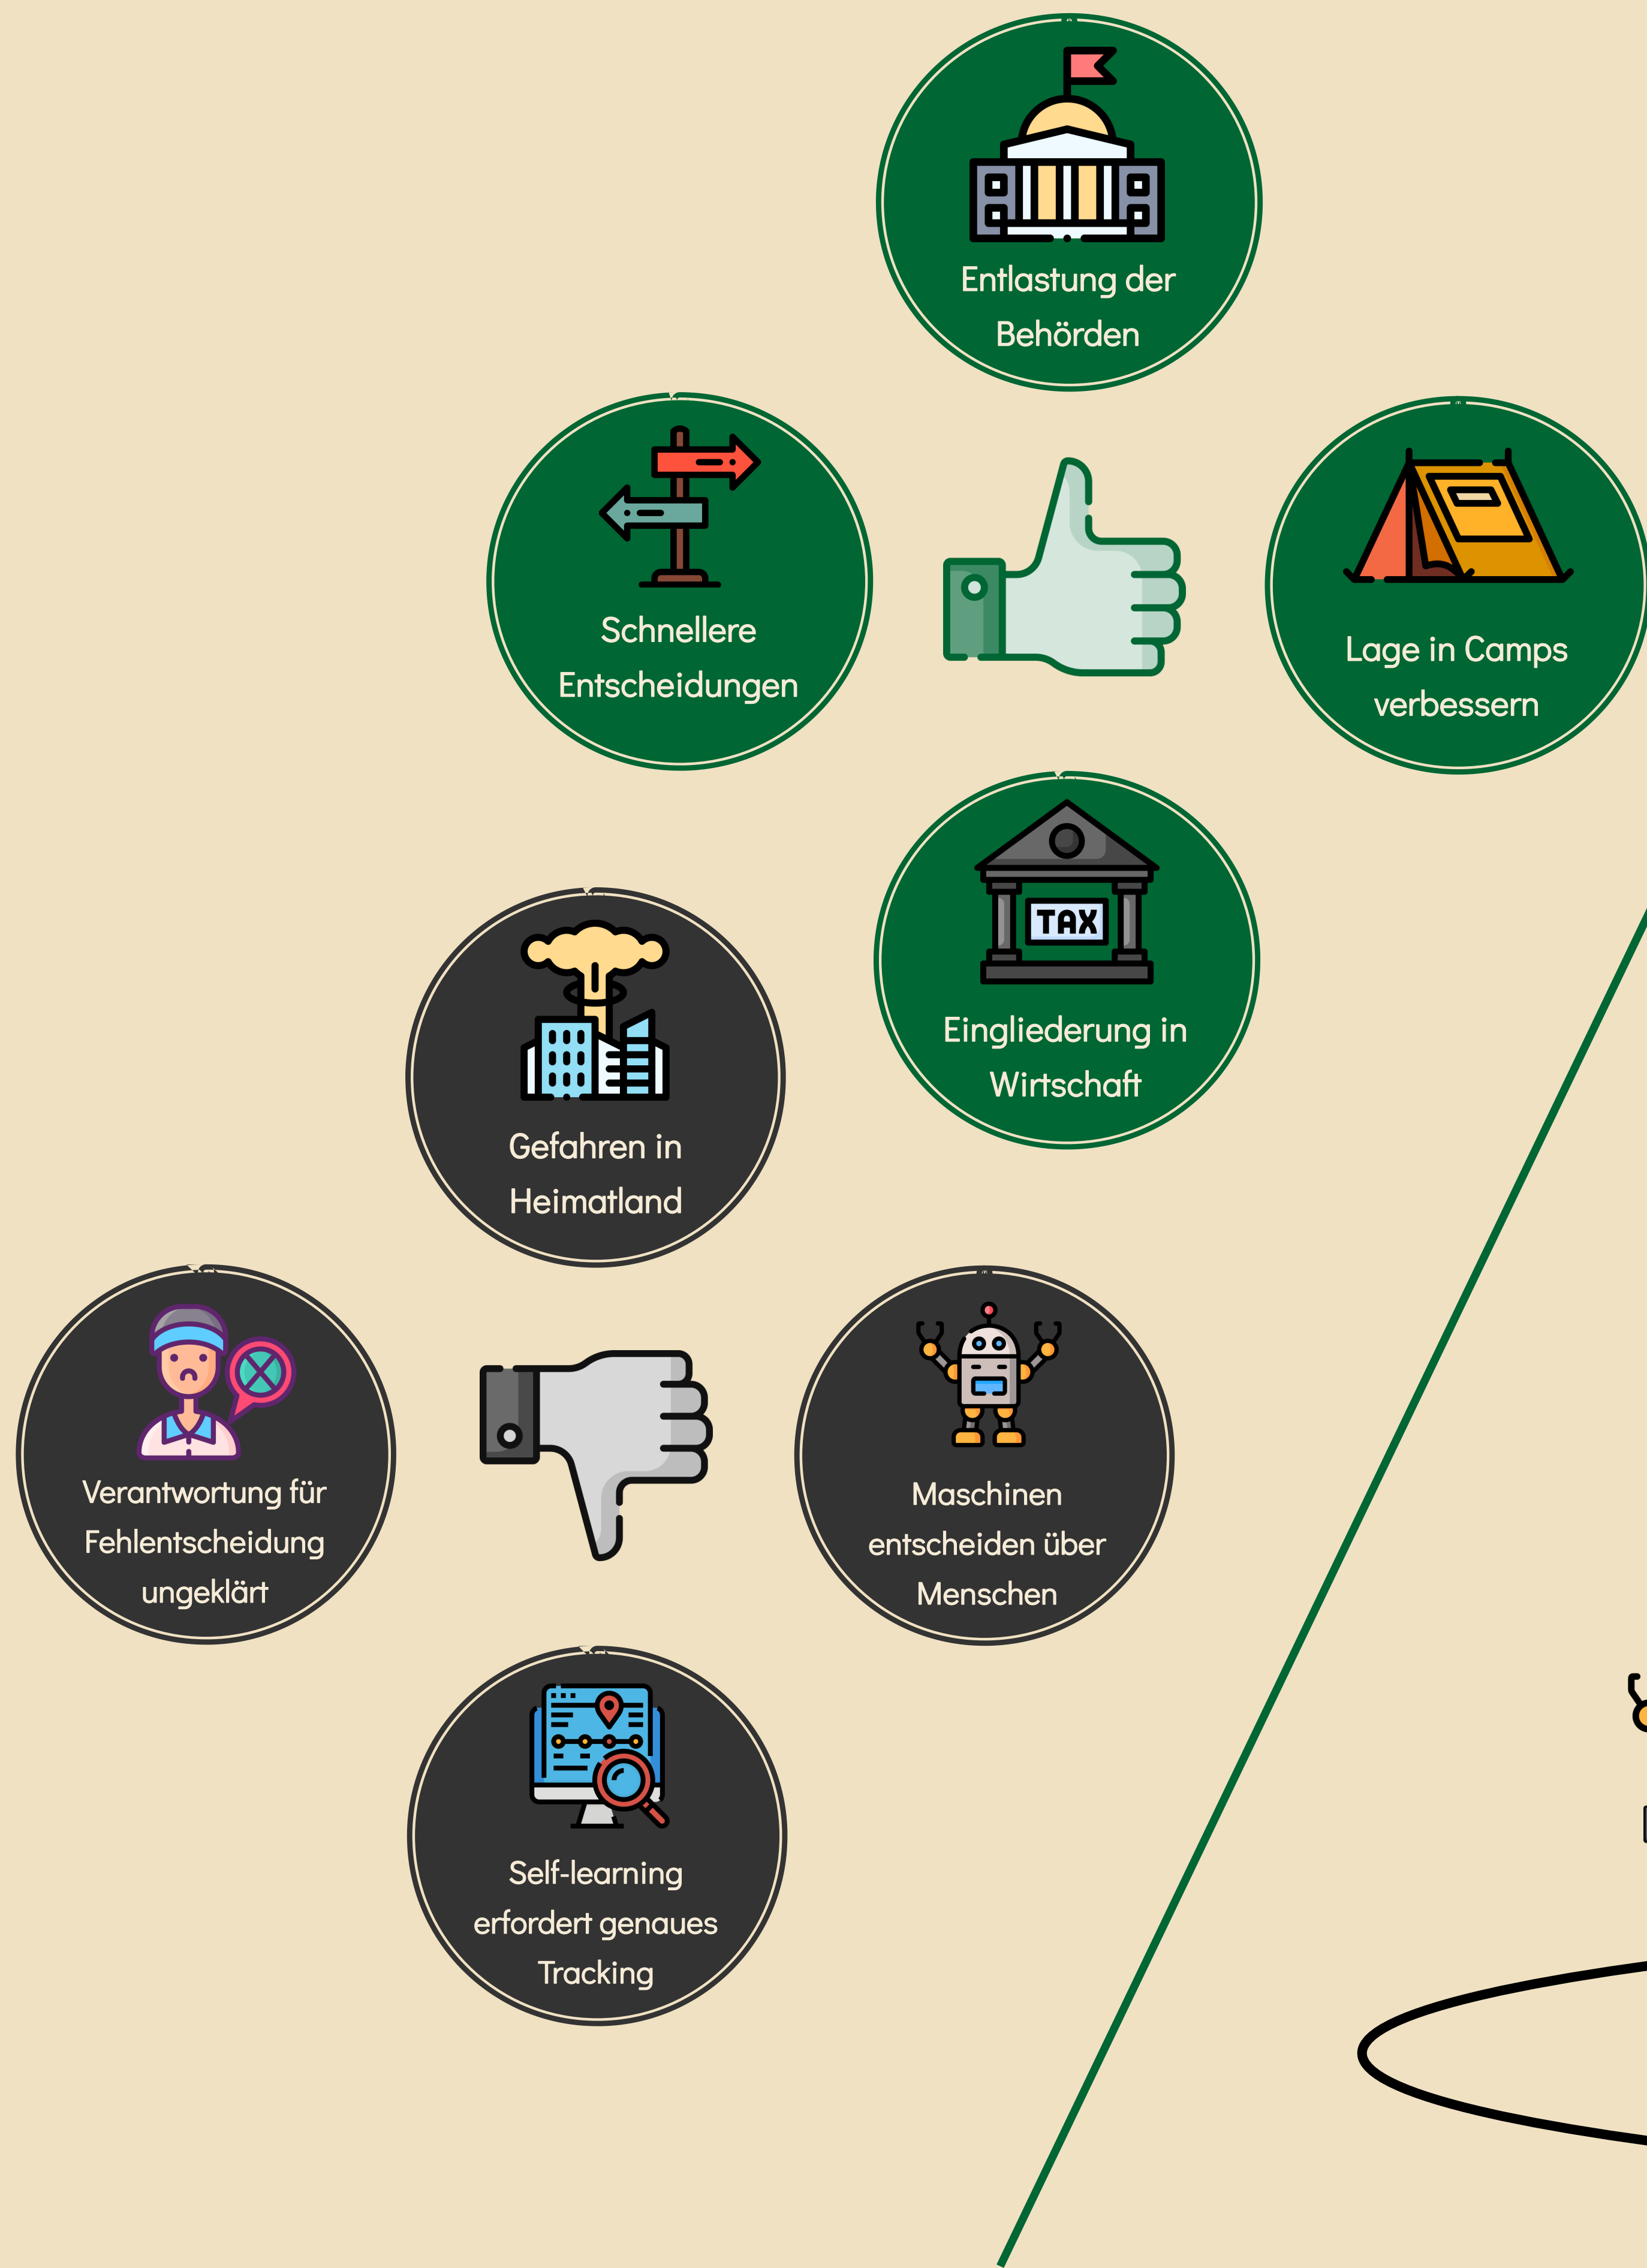 Entlastung der
Behörden
Schnellere
Entscheidungen
Lage in Camps
verbessern
TAX
Eingliederung in
Wirtschaft
Gefahren in
Heimatland
Verantwortung für
Fehlentscheidung
ungeklärt
Maschinen
entscheiden über
Menschen
Self-learning
erfordert genaues
Tracking